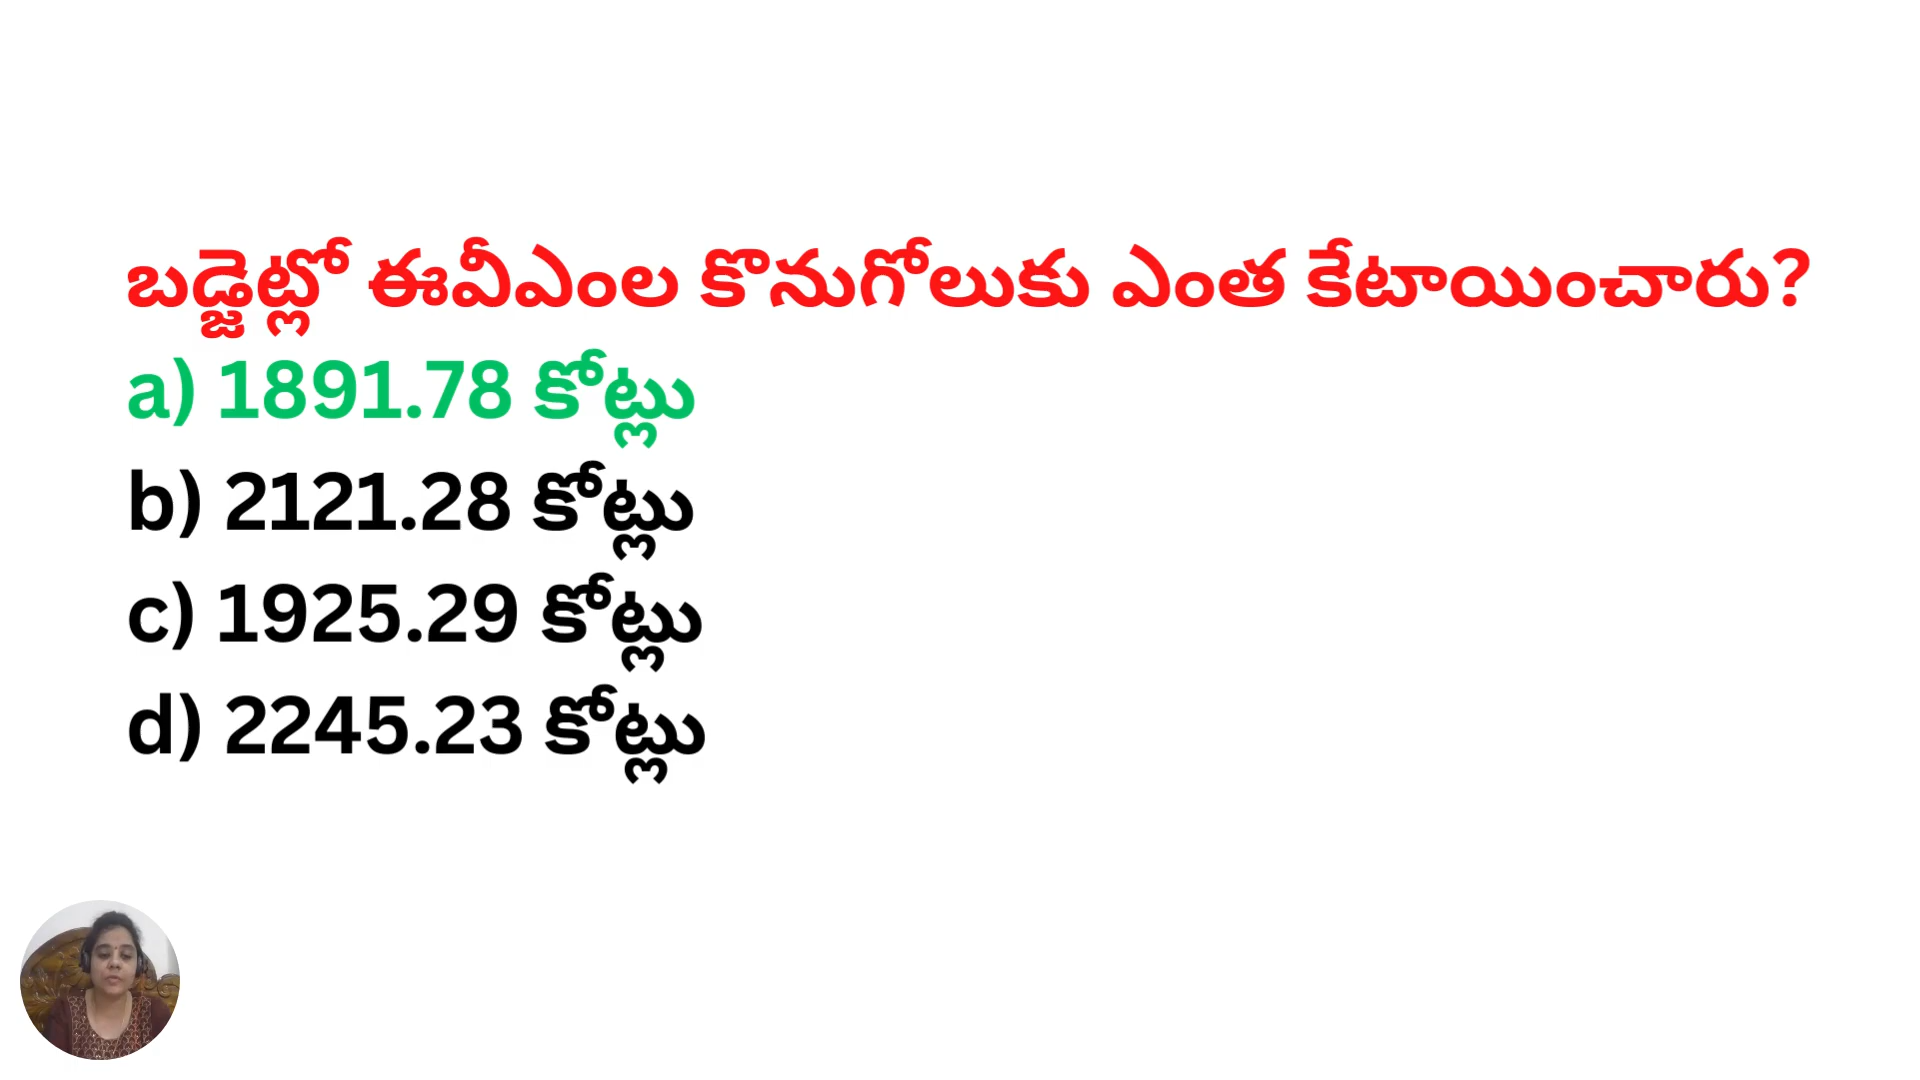 బడ్జెట్లో ఈవీఎంల కొనుగోలుకు ఎంత కేటాయించారు?
a) 1891.78 కోట్లు
b) 2121.28 కోట్లు
c) 1925.29 కోట్లు
d) 2245.23 కోట్లు